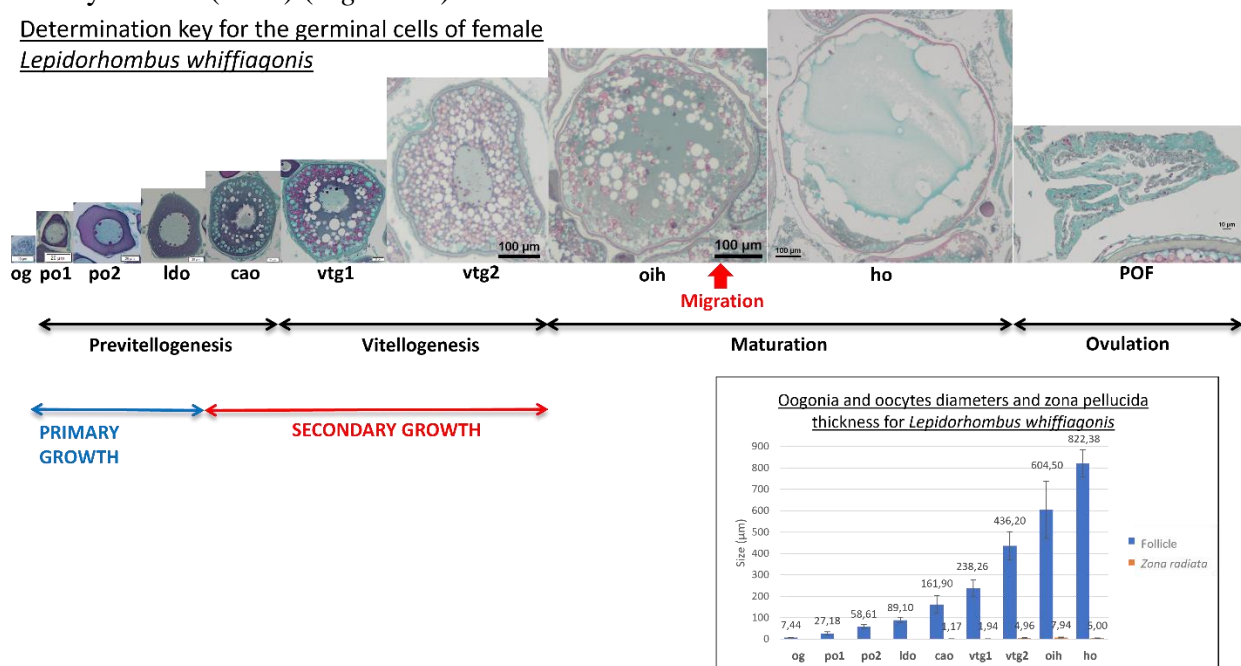 Determination key for the germinal cells of female
Lepidorhombus whiffiagonis
100 µm
100 µm
100 µm
10 µm
20 µm
og po1 po2 ldo cao vtg1 vtg2 oih ho POF
Migration
Previtellogenesis Vitellogenesis Maturation Ovulation
PRIMARY
GROWTH
SECONDARY GROWTH
Oogonia and oocytes diameters and zona pellucida
thickness for Lepidorhombus whiffiagonis
Size (µm)
900
800
700
600
500
400
300
200
100
0
7,44 27,18 58,61 89,10 161,90 238,26 436,20 604,50 822,38
1,17 1,94 4,96 7,94 5,00
og po1 po2 ldo cao vtg1 vtg2 oih ho
Follicle
Zona radiata